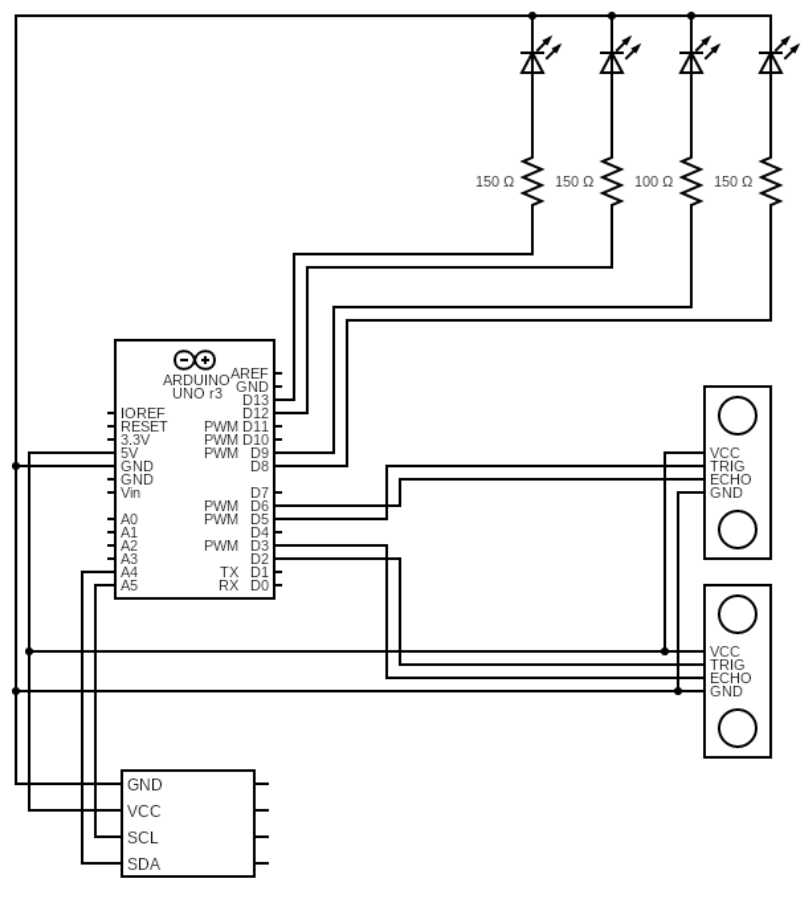 150 Ω 150 Ω 100 Ω 150 Ω
ARDUINO
UNO r3
AREF
GND
D13
IOREF D12
RESET PWM D11
3.3V PWM D10
5V PWM D9
GND D8
GND
Vin D7
PWM D6
A0 PWM D5
A1 D4
A2 PWM D3
A3 D2
A4 TX D1
A5 RX D0
VCC
TRIG
ECHO
GND
VCC
TRIG
ECHO
GND
GND
VCC
SCL
SDA